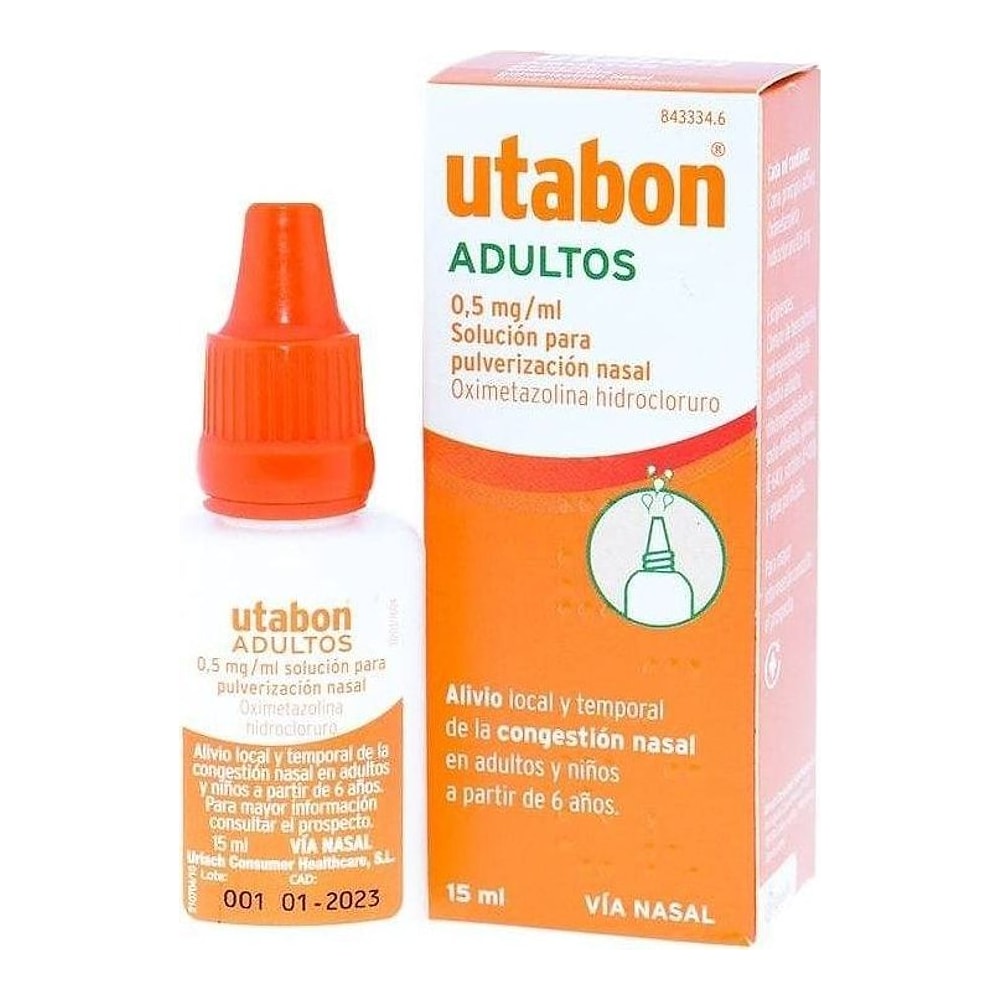 utabon
ADULTOS
0,5 mg/ml solución para
pulverización nasal
Oximetazolina
hidrocloruro
Alivio local y temporal de la
congestión nasal en adultos
y niños a partir de 6 años.
Para mayor información
consultar el prospecto.
15 ml VÍA NASAL
Uriach Consumer Healthcare, S.L.
Lote: CAD:
001 01-2023
843334.6
utabon®
ADULTOS
0,5 mg/ml
Solución para
pulverización nasal
Oximetazolina hidrocloruro
Alivio local y temporal
de la congestión nasal
en adultos y niños
a partir de 6 años.
15 ml VÍA NASAL
Cada ml contiene: